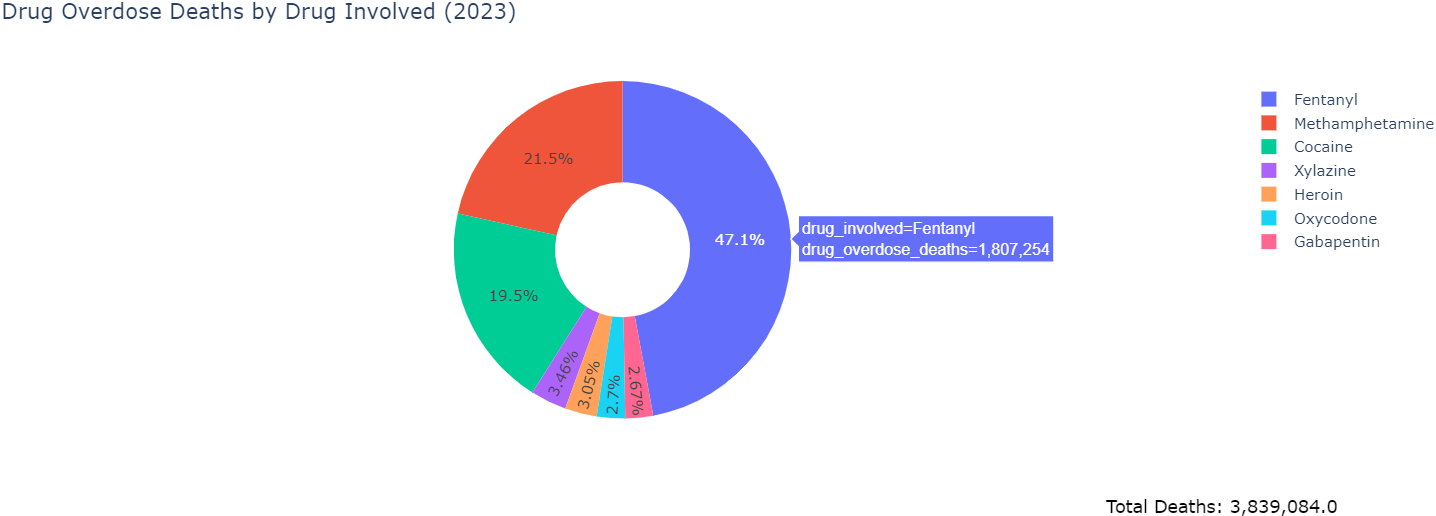 Drug Overdose Deaths by Drug Involved (2023)
Fentanyl
Methamphetamine
Cocaine
Xylazine
Heroin
Oxycodone
Gabapentin
21.5%
47.1%
drug_involved=Fentanyl
drug_overdose_deaths=1,807,254
19.5%
3.46%
3.05%
2.7%
2.67%
Total Deaths: 3,839,084.0